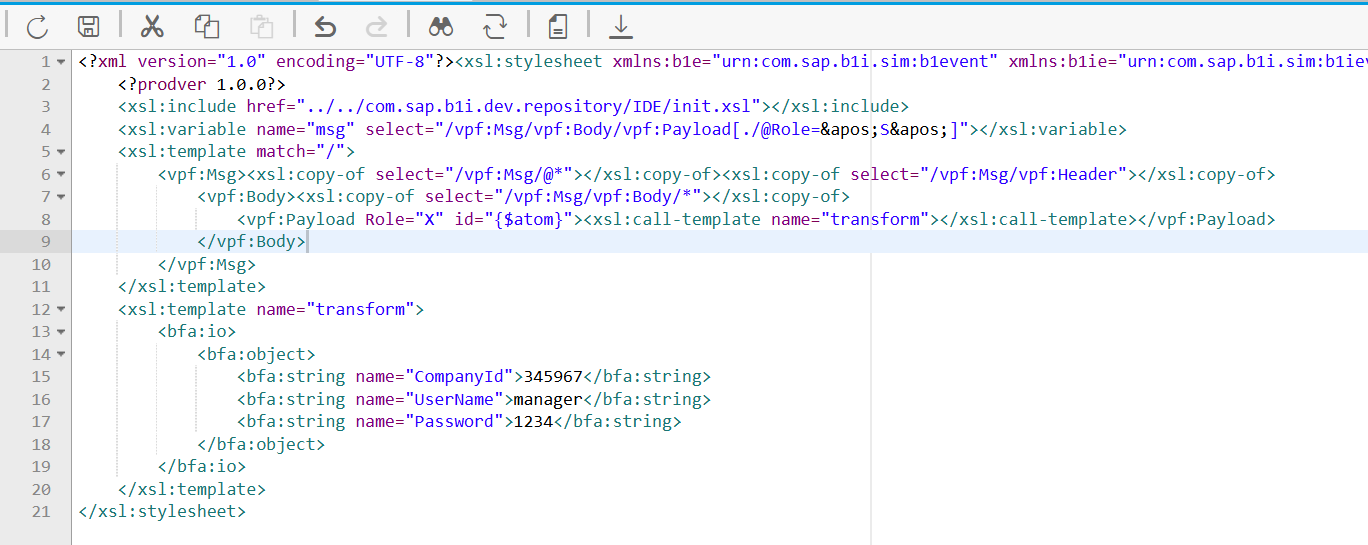 1 <?xml version="1.0" encoding="UTF-8"?><xsl:stylesheet xmlns:b1e="urn:com.sap.b1i.sim:b1event" xmlns:b1ie="urn:com.sap.b1i.sim:b1iev
2 <?prodver 1.0.0?>
3 <xsl:include href="../../com.sap.b1i.dev.repository/IDE/init.xsl"></xsl:include>
4 <xsl:variable name="msg" select="/vpf:Msg/vpf:Body/vpf:Payload[./@Role=&apos;S&apos;]"></xsl:variable>
5 <xsl:template match="/">
6 <vpf:Msg><xsl:copy-of select="/vpf:Msg/@*"></xsl:copy-of><xsl:copy-of select="/vpf:Msg/vpf:Header"></xsl:copy-of>
7 <vpf:Body><xsl:copy-of select="/vpf:Msg/vpf:Body/*"></xsl:copy-of>
8 <vpf:Payload Role="X" id="{$atom}"><xsl:call-template name="transform"></xsl:call-template></vpf:Payload>
9 </vpf:Body>
10 </vpf:Msg>
11 </xsl:template>
12 <xsl:template name="transform">
13 <bfa:io>
14 <bfa:object>
15 <bfa:string name="CompanyId">345967</bfa:string>
16 <bfa:string name="UserName">manager</bfa:string>
17 <bfa:string name="Password">1234</bfa:string>
18 </bfa:object>
19 </bfa:io>
20 </xsl:template>
21 </xsl:stylesheet>